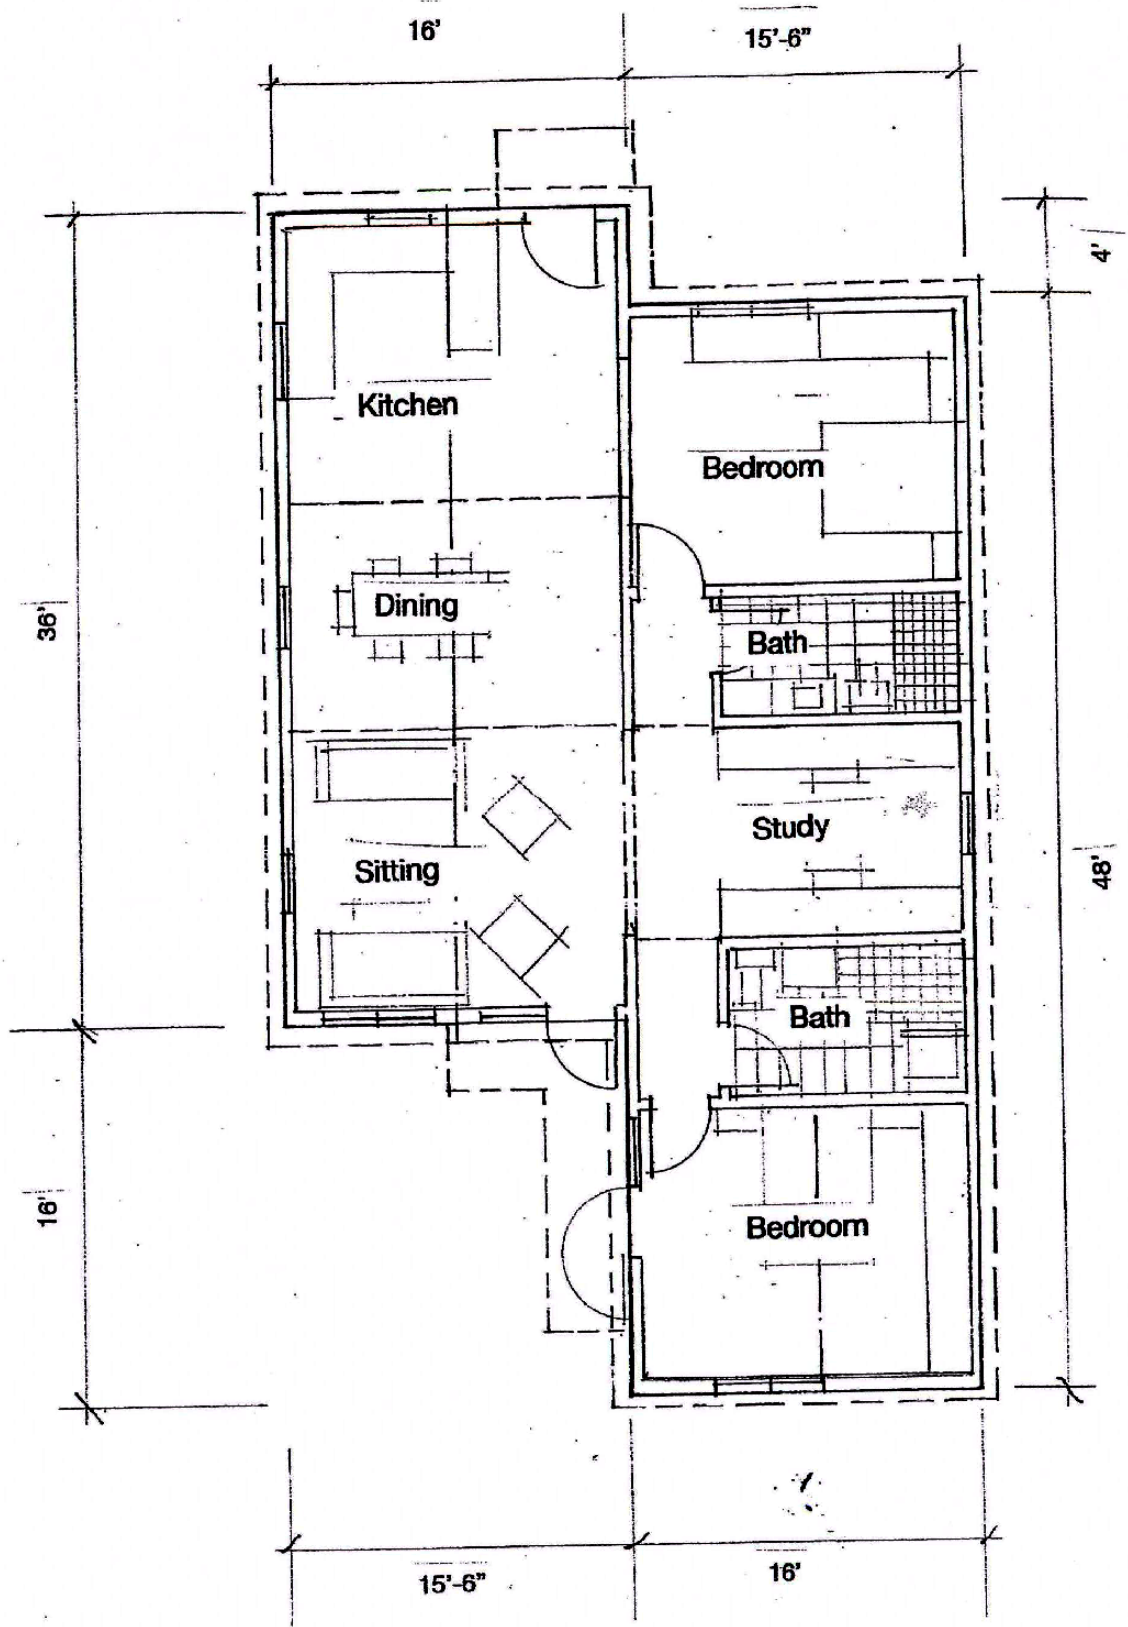 16'
15'-6"
4'
Kitchen
Bedroom
36'
Dining
Bath
Study
48'
Sitting
Bath
16'
Bedroom
15'-6"
16'